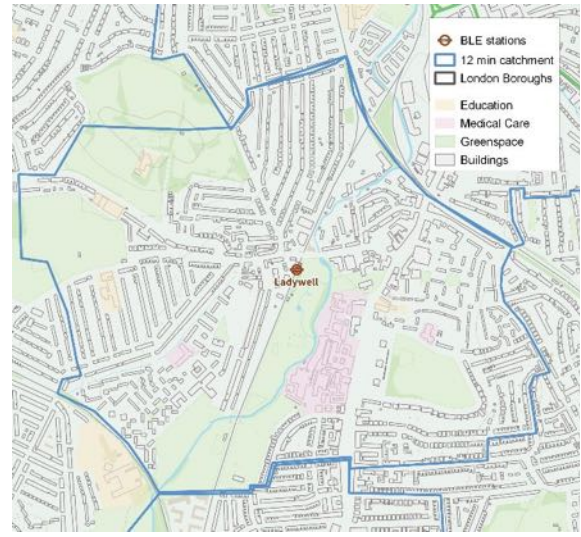 BLE stations
12 min catchment
London Boroughs
Education
Medical Care
Greenspace
Buildings
Ladywell